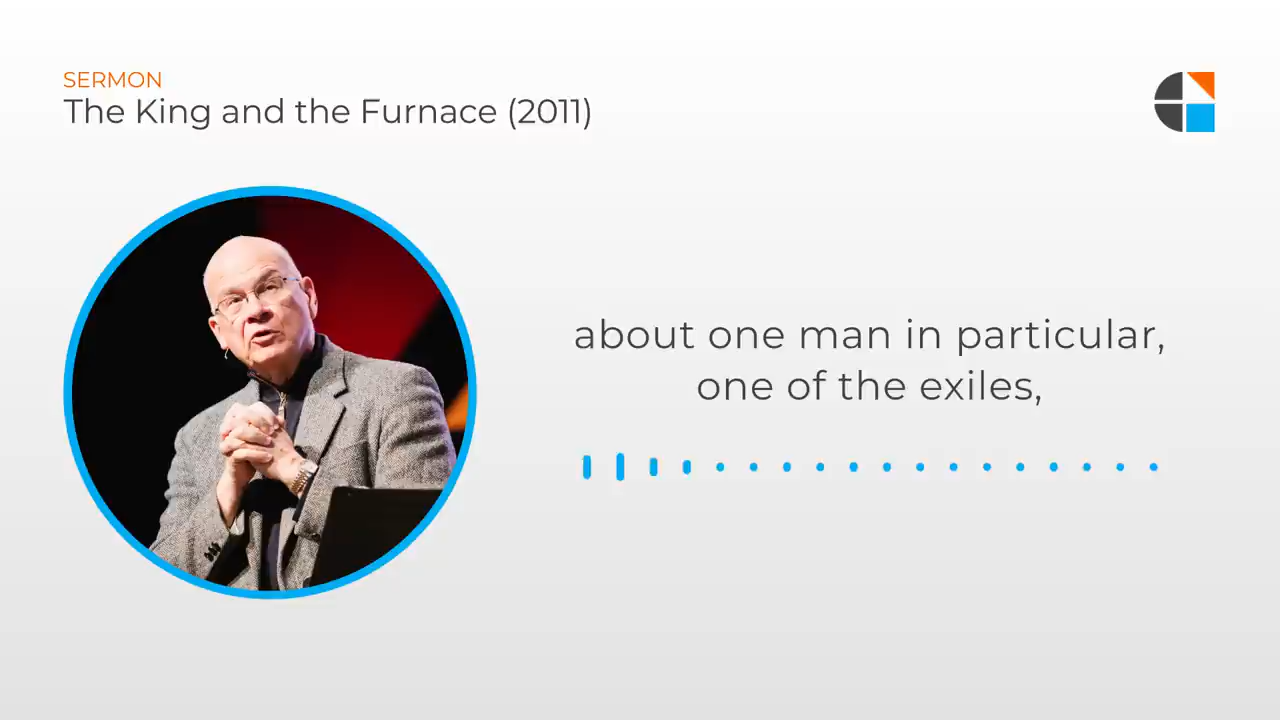 SERMON
The King and the Furnace (2011)
about one man in particular,
one of the exiles,